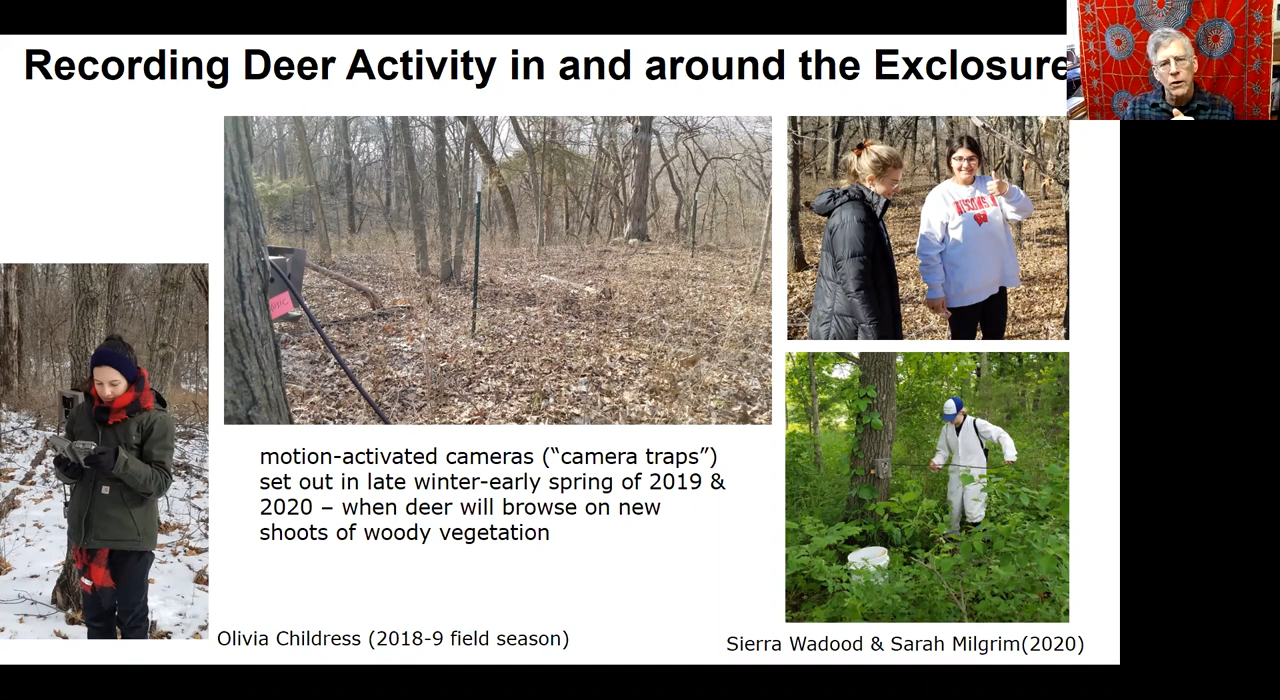 Recording Deer Activity in and around the Exclosure
WISCONSIN
motion-activated cameras (“camera traps”)
set out in late winter-early spring of 2019 &
2020 – when deer will browse on new
shoots of woody vegetation
Olivia Childress (2018-9 field season)
Sierra Wadood & Sarah Milgrim(2020)